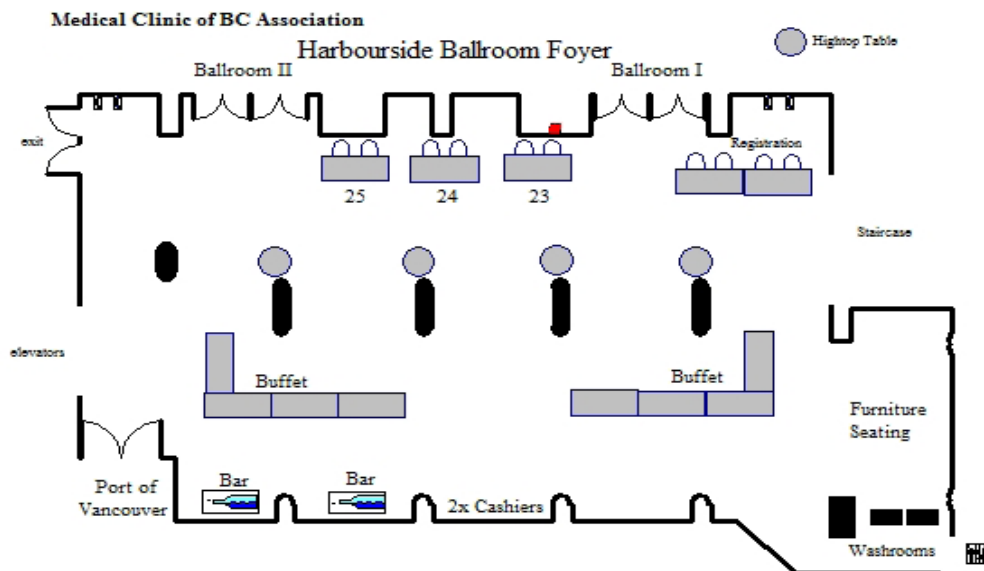 Medical Clinic of BC Association
Harbourside Ballroom Foyer
Hightop Table
Ballroom II
Ballroom I
exit
Registration
25
24
23
Staircase
elevators
Buffet
Buffet
Furniture
Seating
Port of
Vancouver
Bar
Bar
2x Cashiers
Washrooms